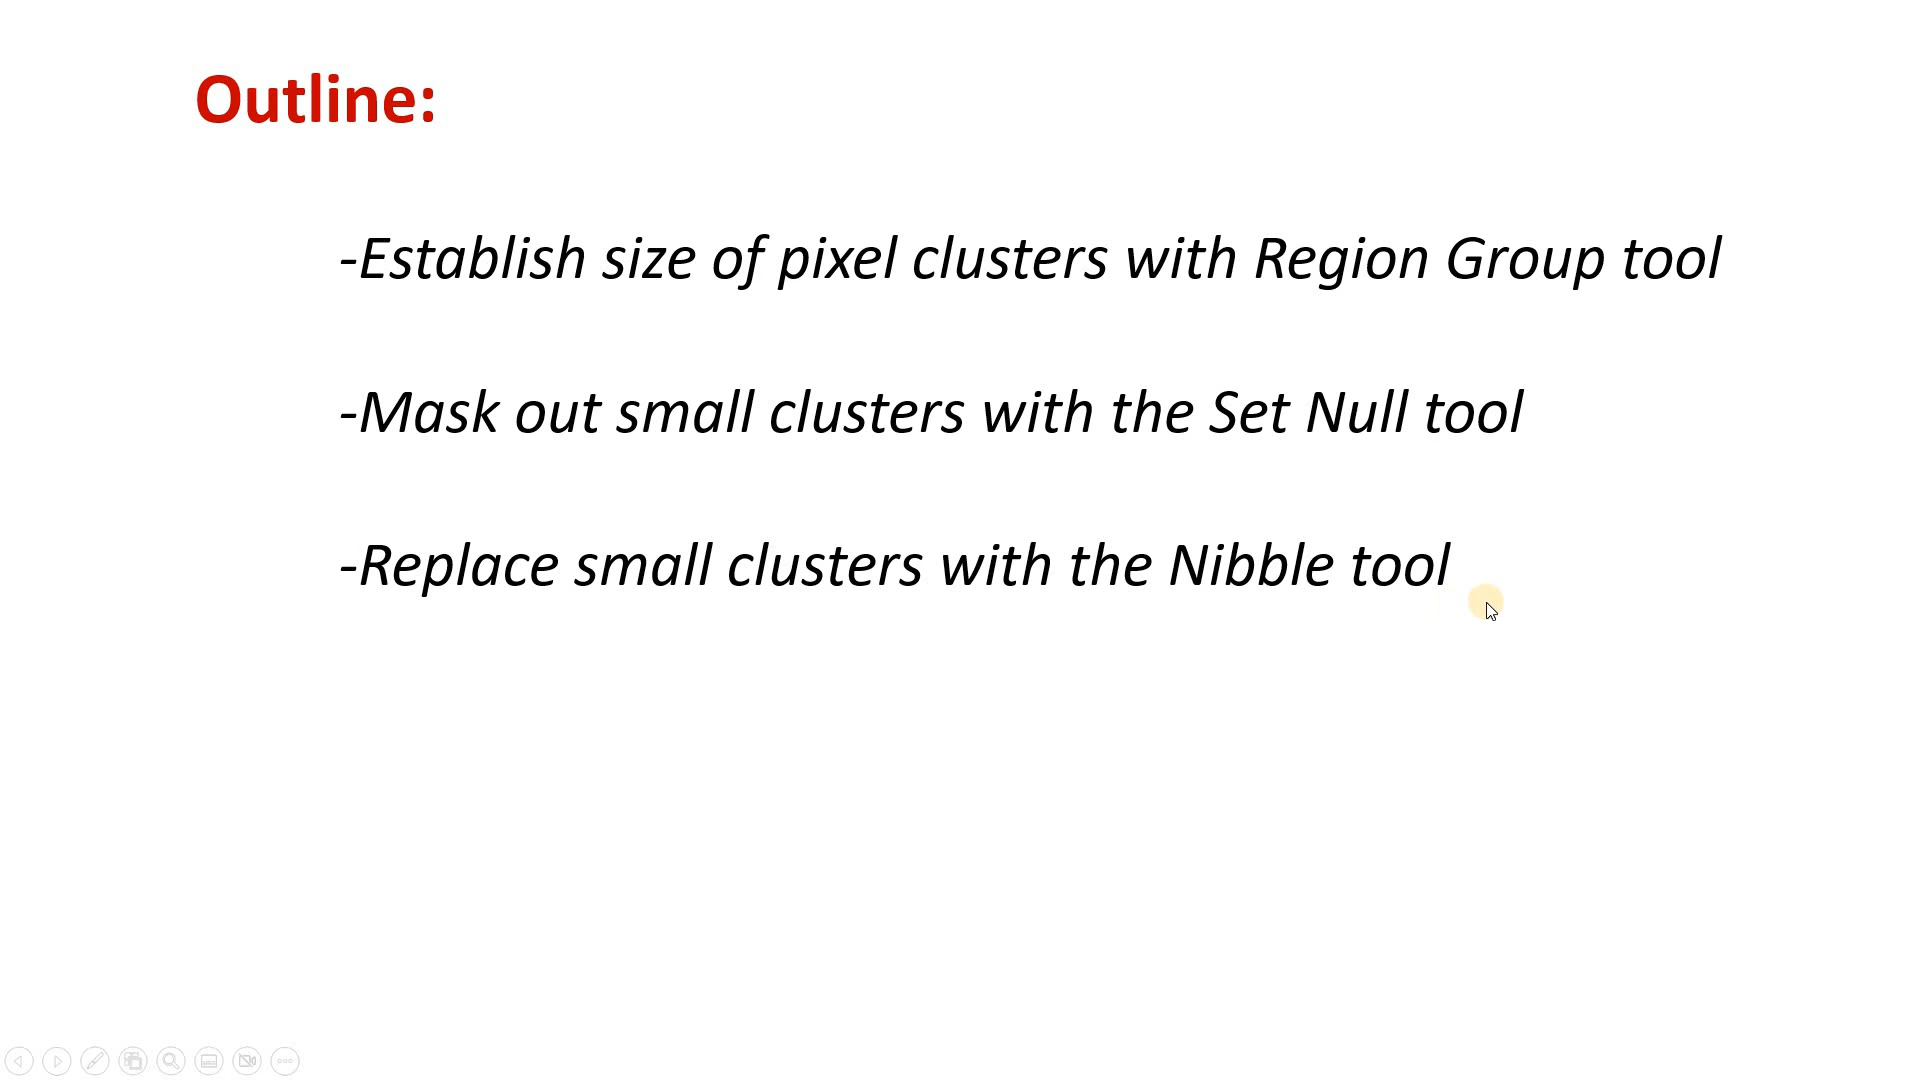 Outline:
-Establish size of pixel clusters with Region Group tool
-Mask out small clusters with the Set Null tool
-Replace small clusters with the Nibble tool